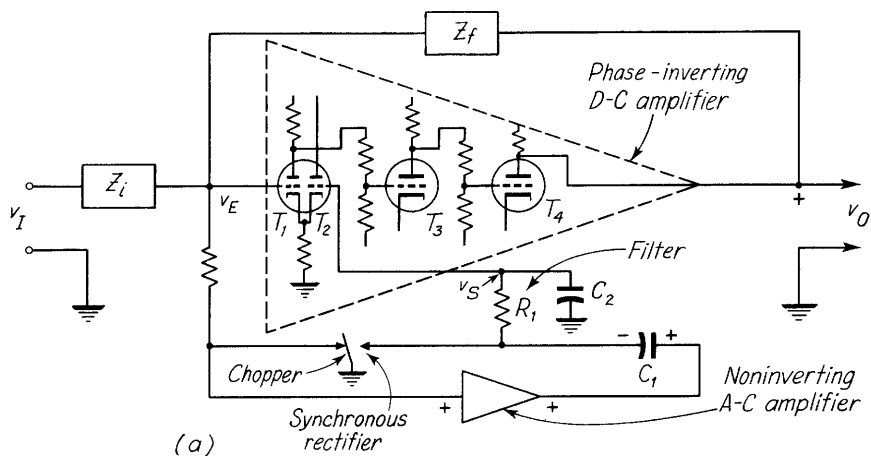 Z_f
Phase-inverting
D-C amplifier
Z_i
v_I
v_E
T_1
T_2
T_3
T_4
+
v_O
Filter
v_S
R_1
C_2
- +
C_1
Chopper
Synchronous
rectifier
+
+
Noninverting
A-C amplifier
(a)